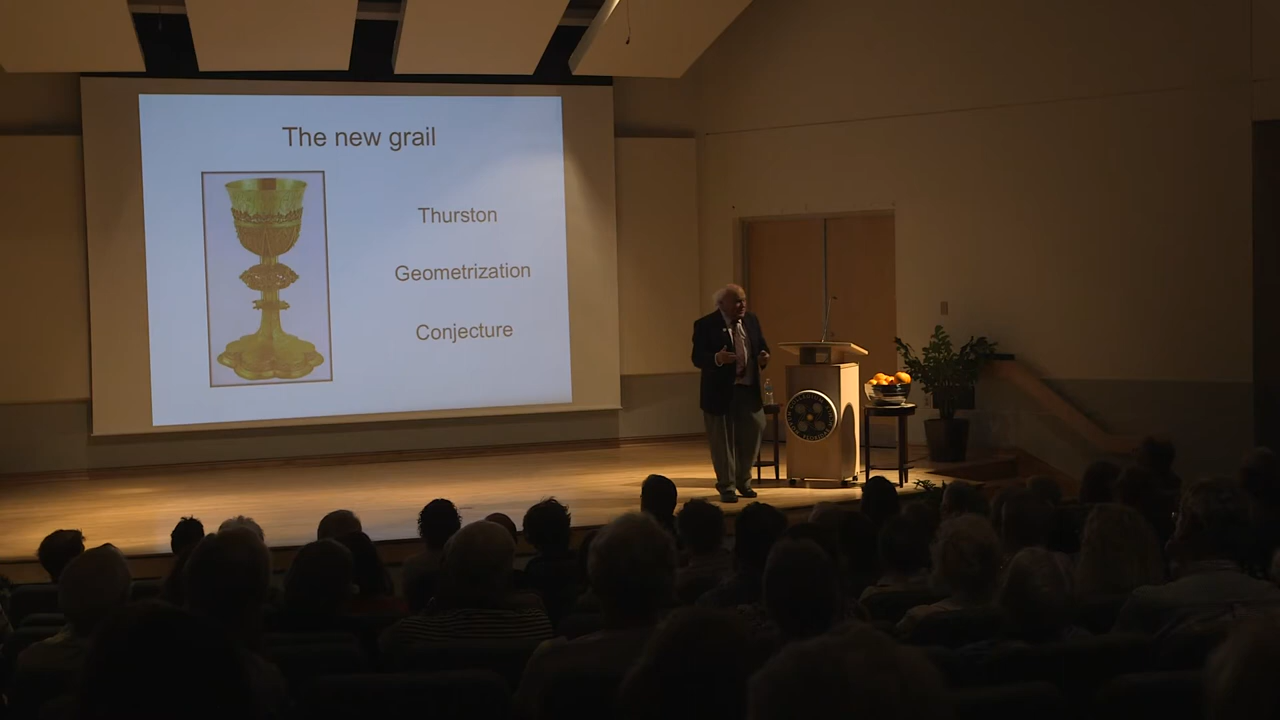 The new grail
Thurston
Geometrization
Conjecture